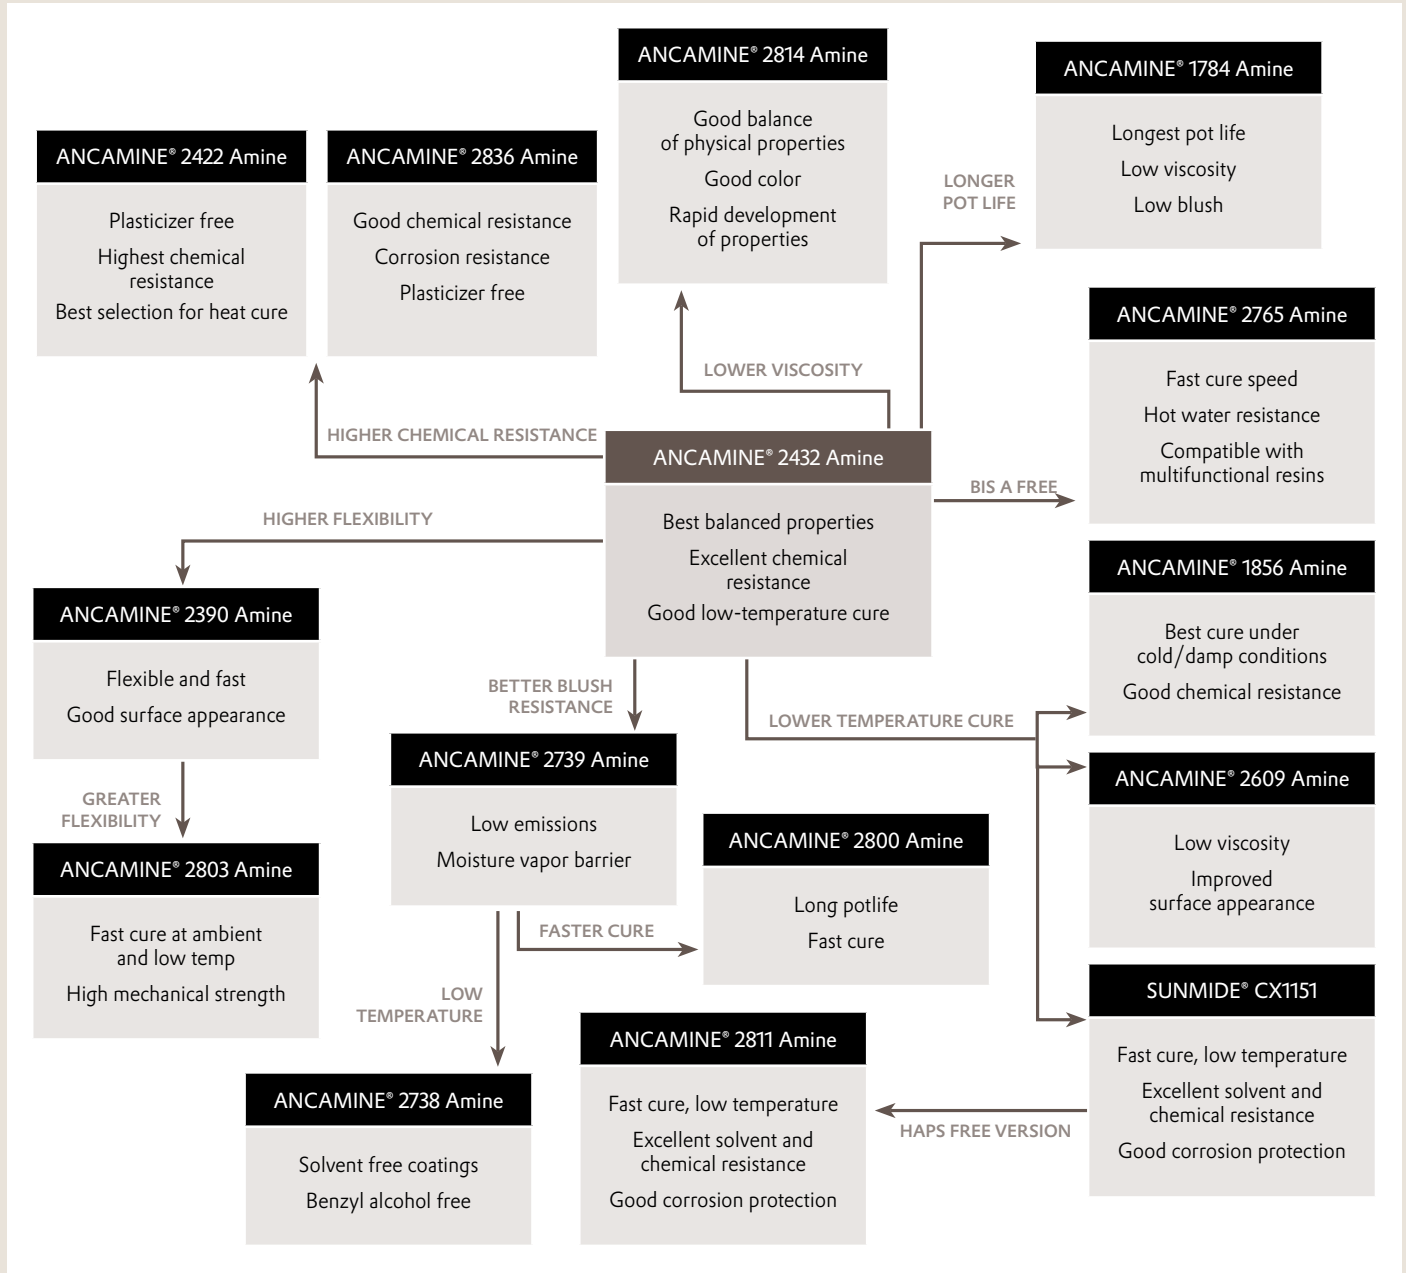 ANCAMINE® 2814 Amine
Good balance
of physical properties
Good color
Rapid development
of properties
ANCAMINE® 1784 Amine
Longest pot life
Low viscosity
Low blush
ANCAMINE® 2422 Amine
Plasticizer free
Highest chemical
resistance
Best selection for heat cure
ANCAMINE® 2836 Amine
Good chemical resistance
Corrosion resistance
Plasticizer free
LONGER
POT LIFE
LOWER VISCOSITY
HIGHER CHEMICAL RESISTANCE
ANCAMINE® 2765 Amine
Fast cure speed
Hot water resistance
Compatible with
multifunctional resins
ANCAMINE® 2432 Amine
Best balanced properties
Excellent chemical
resistance
Good low-temperature cure
BIS A FREE
HIGHER FLEXIBILITY
ANCAMINE® 1856 Amine
Best cure under
cold/damp conditions
Good chemical resistance
ANCAMINE® 2390 Amine
Flexible and fast
Good surface appearance
BETTER BLUSH
RESISTANCE
LOWER TEMPERATURE CURE
ANCAMINE® 2739 Amine
Low emissions
Moisture vapor barrier
ANCAMINE® 2609 Amine
Low viscosity
Improved
surface appearance
GREATER
FLEXIBILITY
ANCAMINE® 2803 Amine
Fast cure at ambient
and low temp
High mechanical strength
ANCAMINE® 2800 Amine
Long potlife
Fast cure
FASTER CURE
LOW
TEMPERATURE
SUNMIDE® CX1151
Fast cure, low temperature
Excellent solvent and
chemical resistance
Good corrosion protection
ANCAMINE® 2811 Amine
Fast cure, low temperature
Excellent solvent and
chemical resistance
Good corrosion protection
HAPS FREE VERSION
ANCAMINE® 2738 Amine
Solvent free coatings
Benzyl alcohol free